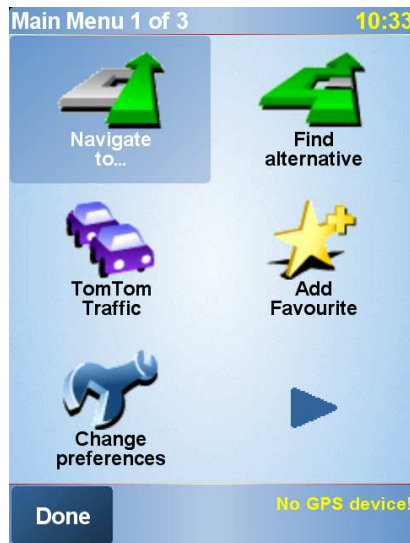 Main Menu 1 of 3 10:33
Navigate
to...
Find
alternative
TomTom
Traffic
Add
Favourite
Change
preferences
Done
No GPS device!